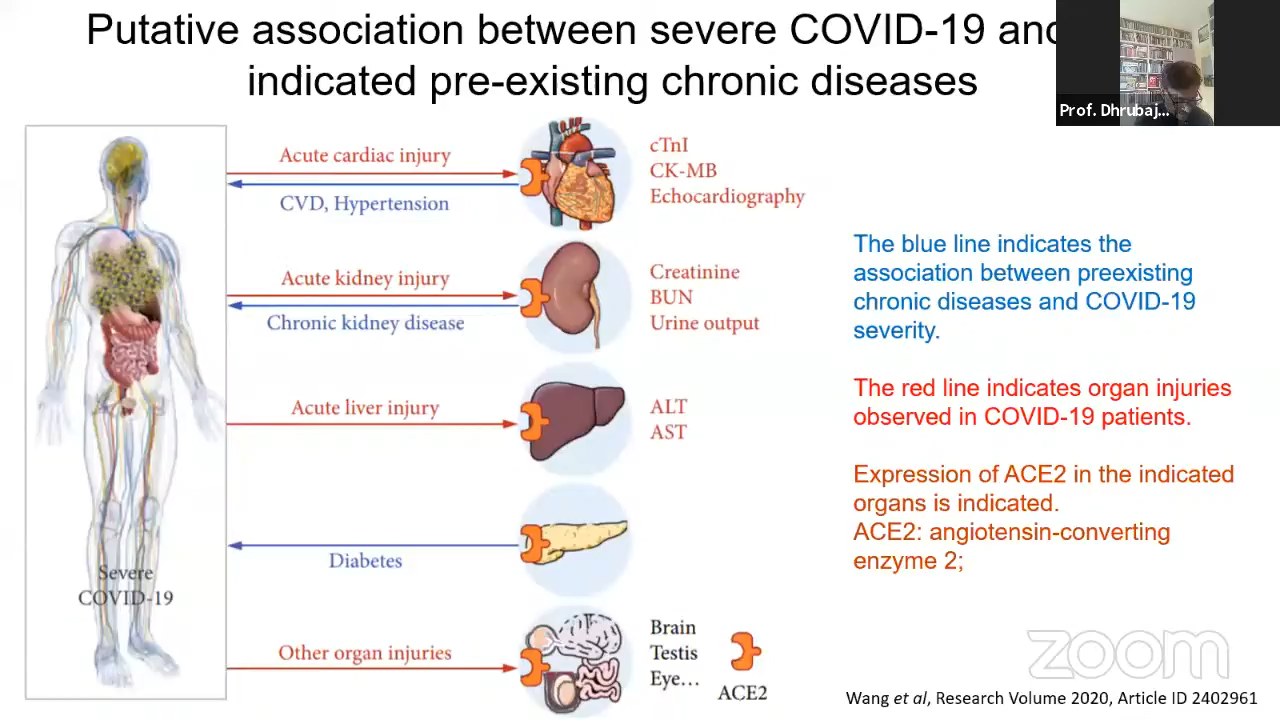 Putative association between severe COVID-19 and
indicated pre-existing chronic diseases
Prof. Dhrubaj...
Acute cardiac injury
CVD, Hypertension
cTnI
CK-MB
Echocardiography
Acute kidney injury
Chronic kidney disease
Creatinine
BUN
Urine output
Acute liver injury
ALT
AST
Diabetes
Other organ injuries
Brain
Testis
Eye...
ACE2
Severe
COVID-19
The blue line indicates the
association between preexisting
chronic diseases and COVID-19
severity.
The red line indicates organ injuries
observed in COVID-19 patients.
Expression of ACE2 in the indicated
organs is indicated.
ACE2: angiotensin-converting
enzyme 2;
zoom
Wang et al, Research Volume 2020, Article ID 2402961